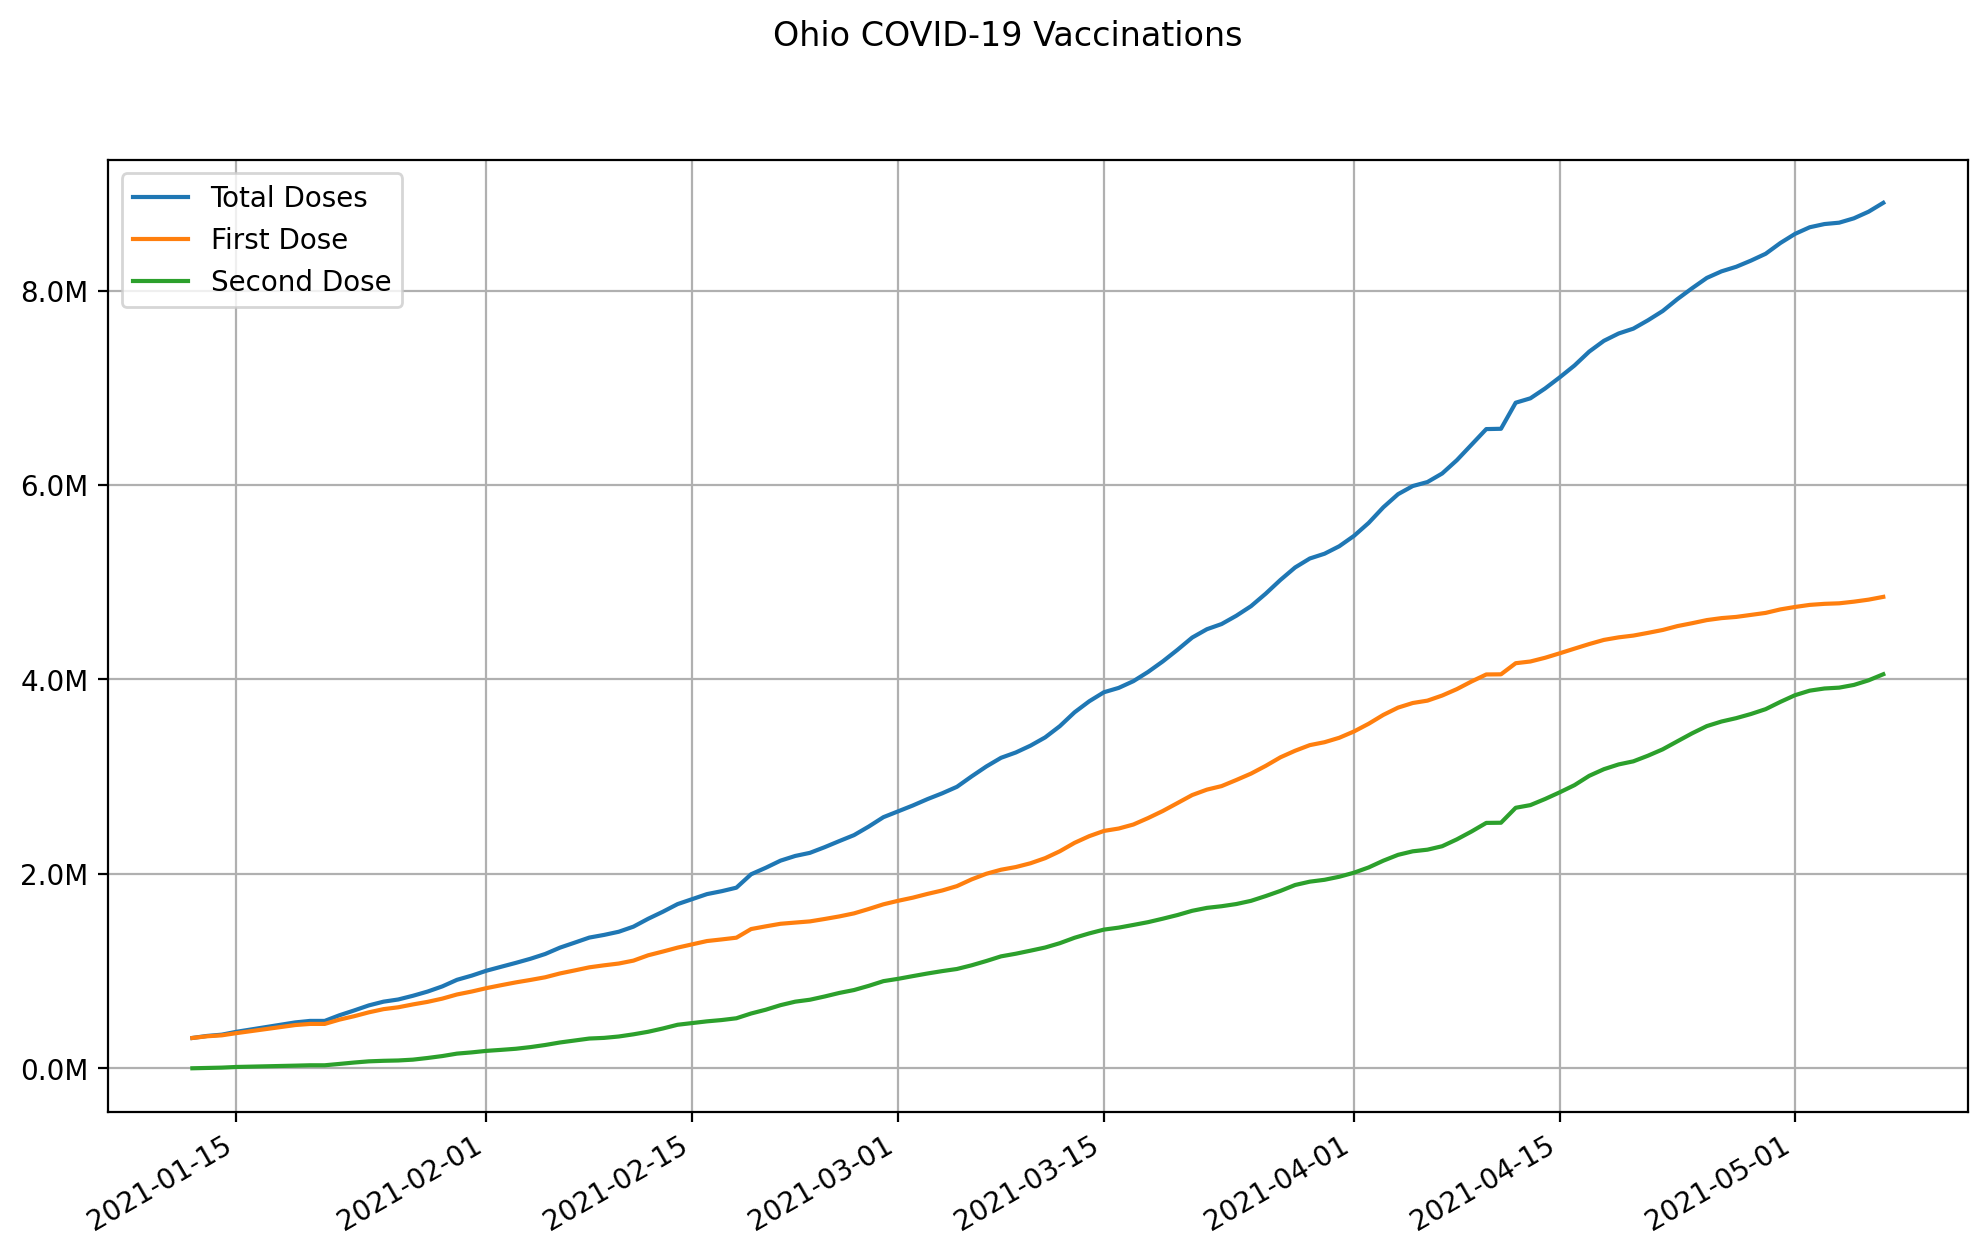 Ohio COVID-19 Vaccinations
Total Doses
First Dose
Second Dose
8.0M
6.0M
4.0M
2.0M
0.0M
2021-01-15
2021-02-01
2021-02-15
2021-03-01
2021-03-15
2021-04-01
2021-04-15
2021-05-01